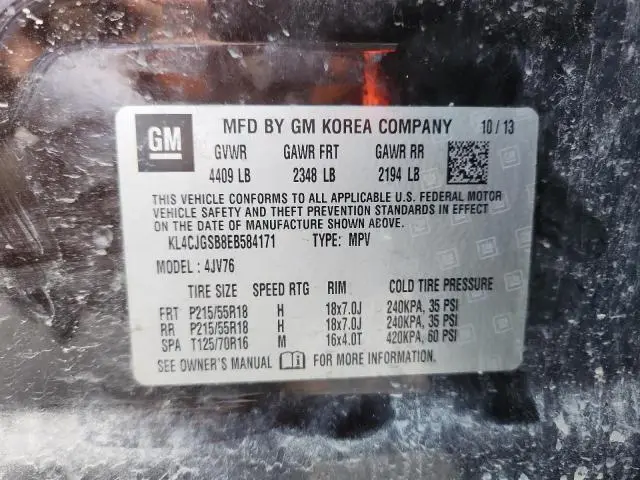 GM MFD BY GM KOREA COMPANY 10 / 13
GVWR GAWR FRT GAWR RR
4409 LB 2348 LB 2194 LB
THIS VEHICLE CONFORMS TO ALL APPLICABLE U.S. FEDERAL MOTOR
VEHICLE SAFETY AND THEFT PREVENTION STANDARDS IN EFFECT ON
THE DATE OF MANUFACTURE SHOWN ABOVE.
KL4CJGSB8EB584171 TYPE: MPV
MODEL: 4JV76
TIRE SIZE SPEED RTG RIM COLD TIRE PRESSURE
FRT P215/55R18 H 18x7.0J 240KPA, 35 PSI
RR P215/55R18 H 18x7.0J 240KPA, 35 PSI
SPA T125/70R16 M 16x4.0T 420KPA, 60 PSI
SEE OWNER'S MANUAL FOR MORE INFORMATION.